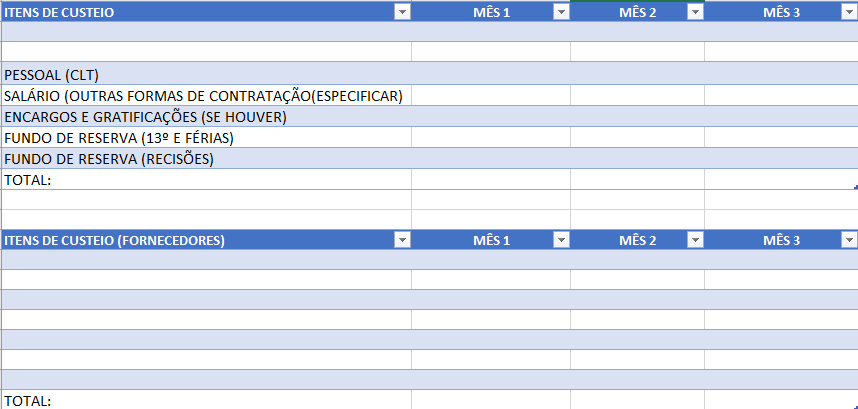 ITENS DE CUSTEIO MÊS 1 MÊS 2 MÊS 3
PESSOAL (CLT)
SALÁRIO (OUTRAS FORMAS DE CONTRATAÇÃO(ESPECIFICAR)
ENCARGOS E GRATIFICAÇÕES (SE HOUVER)
FUNDO DE RESERVA (13º E FÉRIAS)
FUNDO DE RESERVA (RECISÕES)
TOTAL:
ITENS DE CUSTEIO (FORNECEDORES) MÊS 1 MÊS 2 MÊS 3
TOTAL: